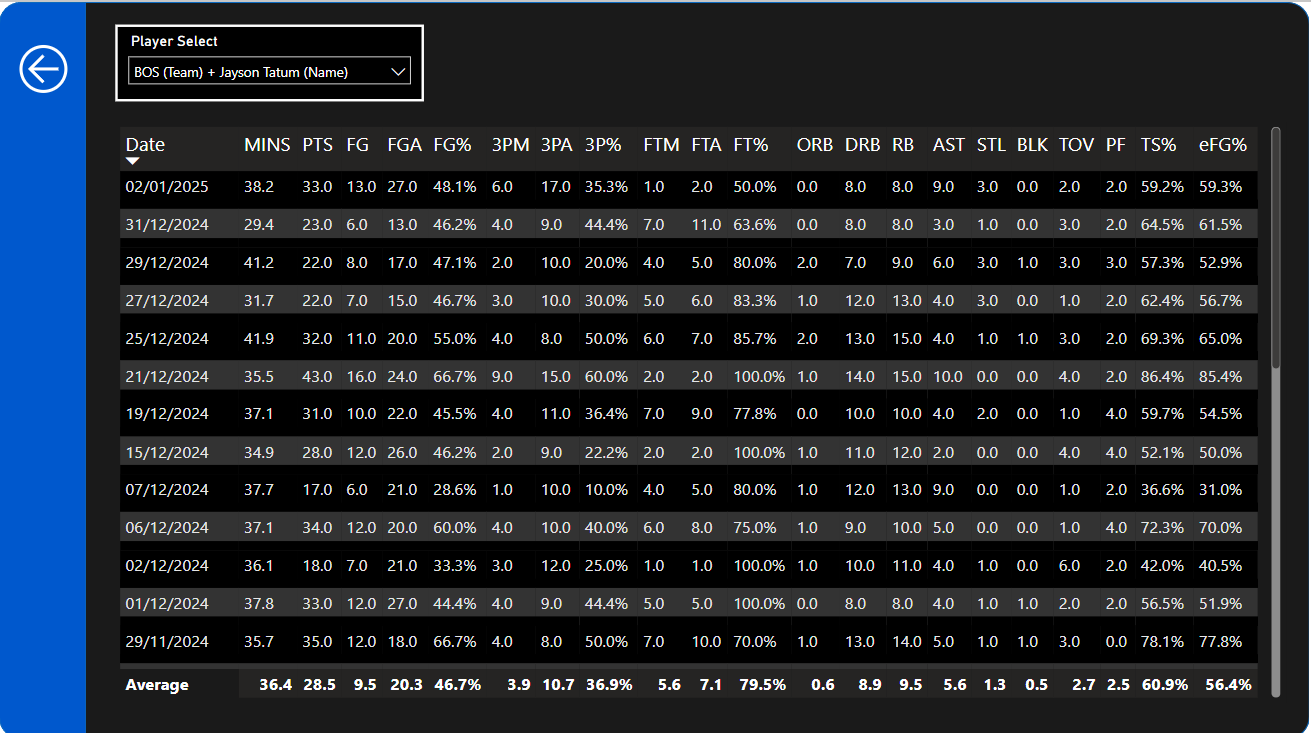 Player Select
BOS (Team) + Jayson Tatum (Name)
Date MINS PTS FG FGA FG% 3PM 3PA 3P% FTM FTA FT% ORB DRB RB AST STL BLK TOV PF TS% eFG%
02/01/2025 38.2 33.0 13.0 27.0 48.1% 6.0 17.0 35.3% 1.0 2.0 50.0% 0.0 8.0 8.0 9.0 3.0 0.0 2.0 2.0 59.2% 59.3%
31/12/2024 29.4 23.0 6.0 13.0 46.2% 4.0 9.0 44.4% 7.0 11.0 63.6% 0.0 8.0 8.0 3.0 1.0 0.0 3.0 2.0 64.5% 61.5%
29/12/2024 41.2 22.0 8.0 17.0 47.1% 2.0 10.0 20.0% 4.0 5.0 80.0% 2.0 7.0 9.0 6.0 3.0 1.0 3.0 3.0 57.3% 52.9%
27/12/2024 31.7 22.0 7.0 15.0 46.7% 3.0 10.0 30.0% 5.0 6.0 83.3% 1.0 12.0 13.0 4.0 3.0 0.0 1.0 2.0 62.4% 56.7%
25/12/2024 41.9 32.0 11.0 20.0 55.0% 4.0 8.0 50.0% 6.0 7.0 85.7% 2.0 13.0 15.0 4.0 1.0 1.0 3.0 2.0 69.3% 65.0%
21/12/2024 35.5 43.0 16.0 24.0 66.7% 9.0 15.0 60.0% 2.0 2.0 100.0% 1.0 14.0 15.0 10.0 0.0 0.0 4.0 2.0 86.4% 85.4%
19/12/2024 37.1 31.0 10.0 22.0 45.5% 4.0 11.0 36.4% 7.0 9.0 77.8% 0.0 10.0 10.0 4.0 2.0 0.0 1.0 4.0 59.7% 54.5%
15/12/2024 34.9 28.0 12.0 26.0 46.2% 2.0 9.0 22.2% 2.0 2.0 100.0% 1.0 11.0 12.0 2.0 0.0 0.0 4.0 4.0 52.1% 50.0%
07/12/2024 37.7 17.0 6.0 21.0 28.6% 1.0 10.0 10.0% 4.0 5.0 80.0% 1.0 12.0 13.0 9.0 0.0 0.0 1.0 2.0 36.6% 31.0%
06/12/2024 37.1 34.0 12.0 20.0 60.0% 4.0 10.0 40.0% 6.0 8.0 75.0% 1.0 9.0 10.0 5.0 0.0 0.0 1.0 4.0 72.3% 70.0%
02/12/2024 36.1 18.0 7.0 21.0 33.3% 3.0 12.0 25.0% 1.0 1.0 100.0% 1.0 10.0 11.0 4.0 1.0 0.0 6.0 2.0 42.0% 40.5%
01/12/2024 37.8 33.0 12.0 27.0 44.4% 4.0 9.0 44.4% 5.0 5.0 100.0% 0.0 8.0 8.0 4.0 1.0 1.0 2.0 2.0 56.5% 51.9%
29/11/2024 35.7 35.0 12.0 18.0 66.7% 4.0 8.0 50.0% 7.0 10.0 70.0% 1.0 13.0 14.0 5.0 1.0 1.0 3.0 0.0 78.1% 77.8%
Average 36.4 28.5 9.5 20.3 46.7% 3.9 10.7 36.9% 5.6 7.1 79.5% 0.6 8.9 9.5 5.6 1.3 0.5 2.7 2.5 60.9% 56.4%